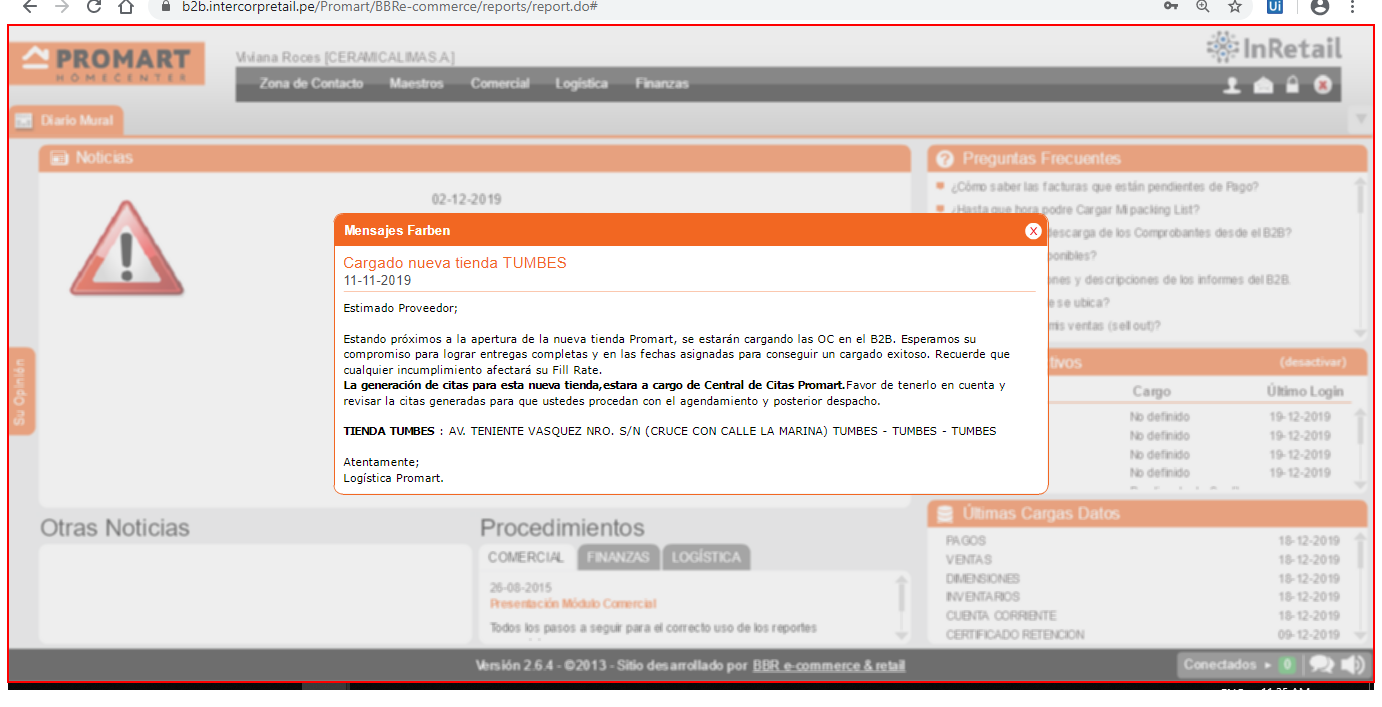 b2b.intercorpretail.pe/Promart/BBRe-commerce/reports/report.do#
Ui
PROMART
HOMECENTER
Viviana Roces [CERAMICALIMAS.A]
InRetail
Zona de Contacto Maestros Comercial Logística Finanzas
Diario Mural
Noticias
02-12-2019
Preguntas Frecuentes
¿Cómo saber las facturas que están pendientes de Pago?
¿Hasta que hora podre Cargar Mi packing List?
descarga de los Comprobantes desde el B2B?
ponibles?
ones y descripciones de los informes del B2B.
e se ubica?
mis ventas (sell out)?
Mensajes Farben
Cargado nueva tienda TUMBES
11-11-2019
Estimado Proveedor;
Estando próximos a la apertura de la nueva tienda Promart, se estarán cargando las OC en el B2B. Esperamos su
compromiso para lograr entregas completas y en las fechas asignadas para conseguir un cargado exitoso. Recuerde que
cualquier incumplimiento afectará su Fill Rate.
La generación de citas para esta nueva tienda,estara a cargo de Central de Citas Promart.Favor de tenerlo en cuenta y
revisar la citas generadas para que ustedes procedan con el agendamiento y posterior despacho.
TIENDA TUMBES : AV. TENIENTE VASQUEZ NRO. S/N (CRUCE CON CALLE LA MARINA) TUMBES - TUMBES - TUMBES
Atentamente;
Logística Promart.
Su Opinión
tivos (desactivar)
Cargo Último Login
No definido 19-12-2019
No definido 19-12-2019
No definido 19-12-2019
No definido 19-12-2019
Otras Noticias
Procedimientos
COMERCIAL FINANZAS LOGÍSTICA
26-08-2015
Presentación Módulo Comercial
Todos los pasos a seguir para el correcto uso de los reportes
Últimas Cargas Datos
PAGOS 18-12-2019
VENTAS 18-12-2019
DIMENSIONES 18-12-2019
INVENTARIOS 18-12-2019
CUENTA CORRIENTE 18-12-2019
CERTIFICADO RETENCION 09-12-2019
Versión 2.6.4 - ©2013 - Sitio desarrollado por BBR e-commerce & retail
Conectados 0